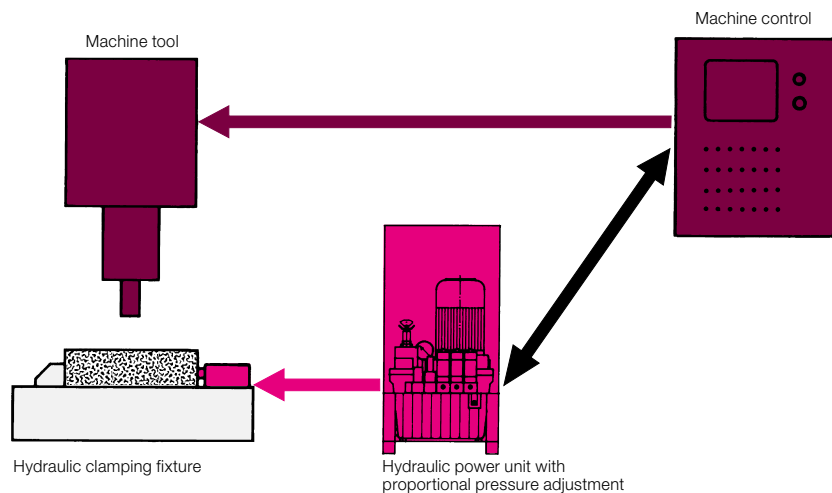 Machine control
Machine tool
Hydraulic clamping fixture
Hydraulic power unit with
proportional pressure adjustment